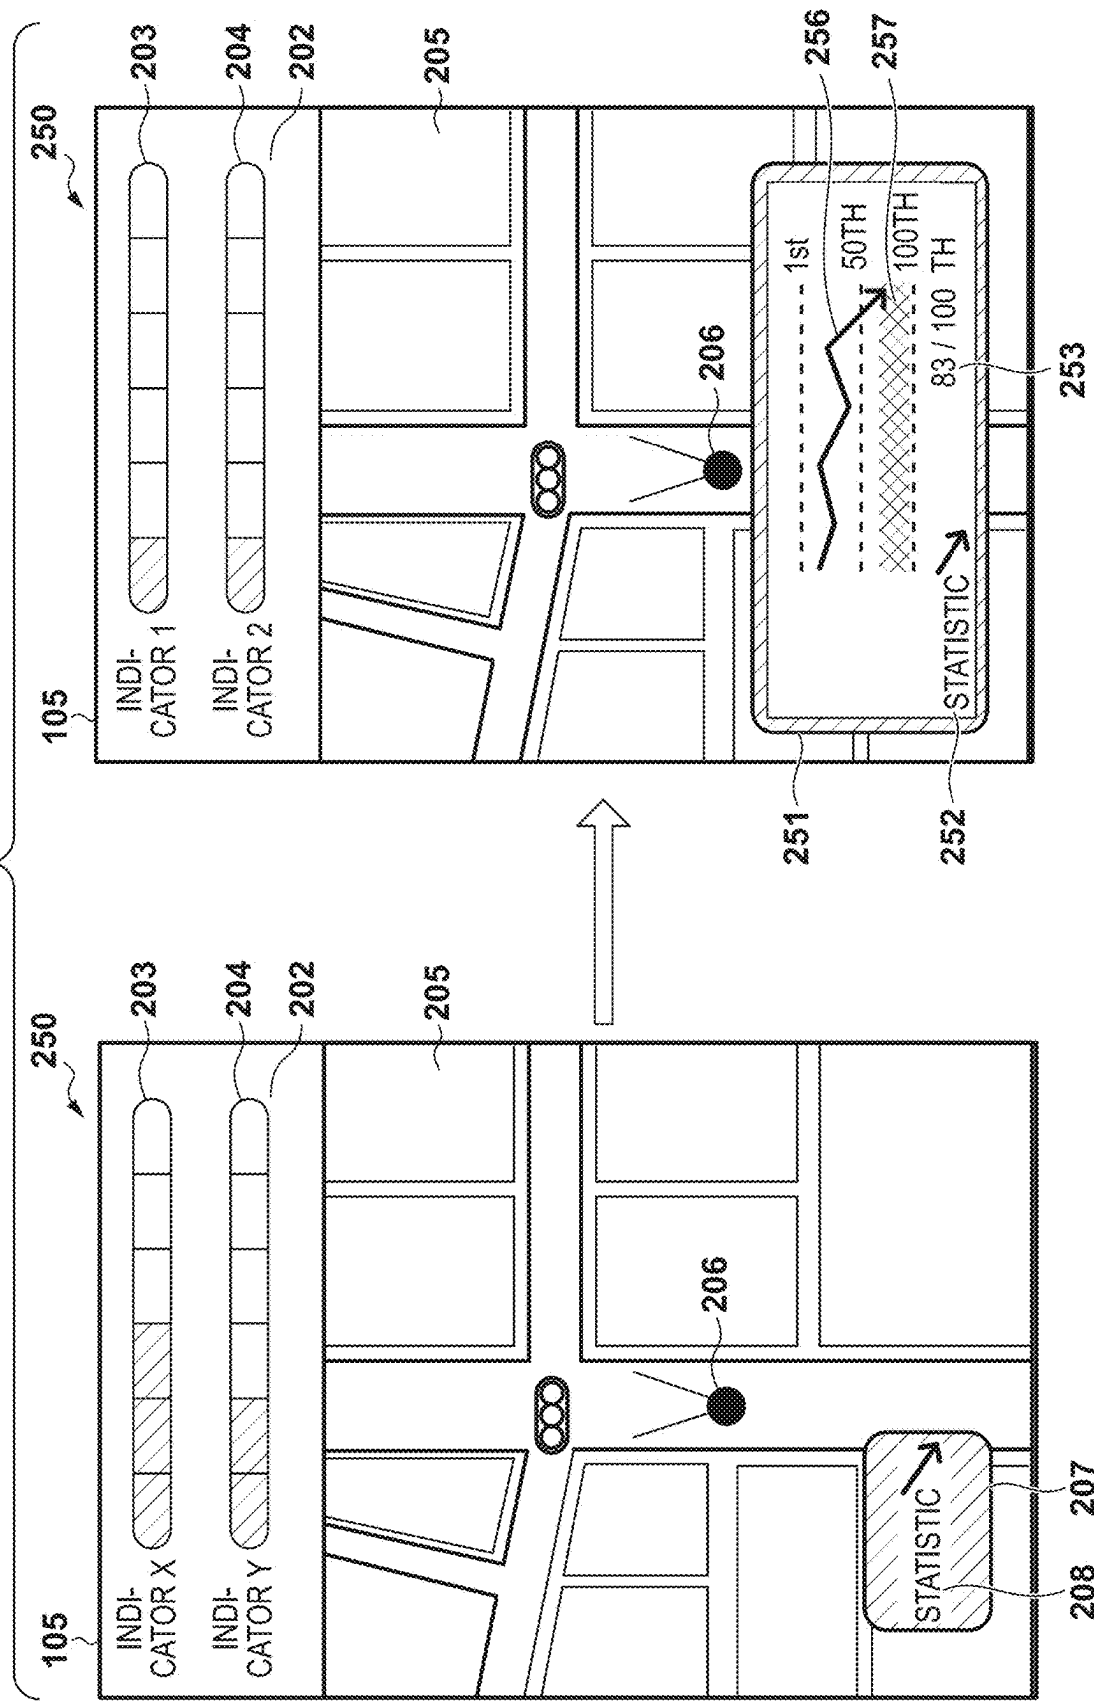 250
105
203
INDI-
CATOR X
204
INDI-
CATOR Y
202
205
206
STATISTIC
208
207
250
105
203
INDI-
CATOR 1
204
INDI-
CATOR 2
202
205
206
1st
50TH
100TH
83 / 100 TH
STATISTIC
256
257
251
252
253